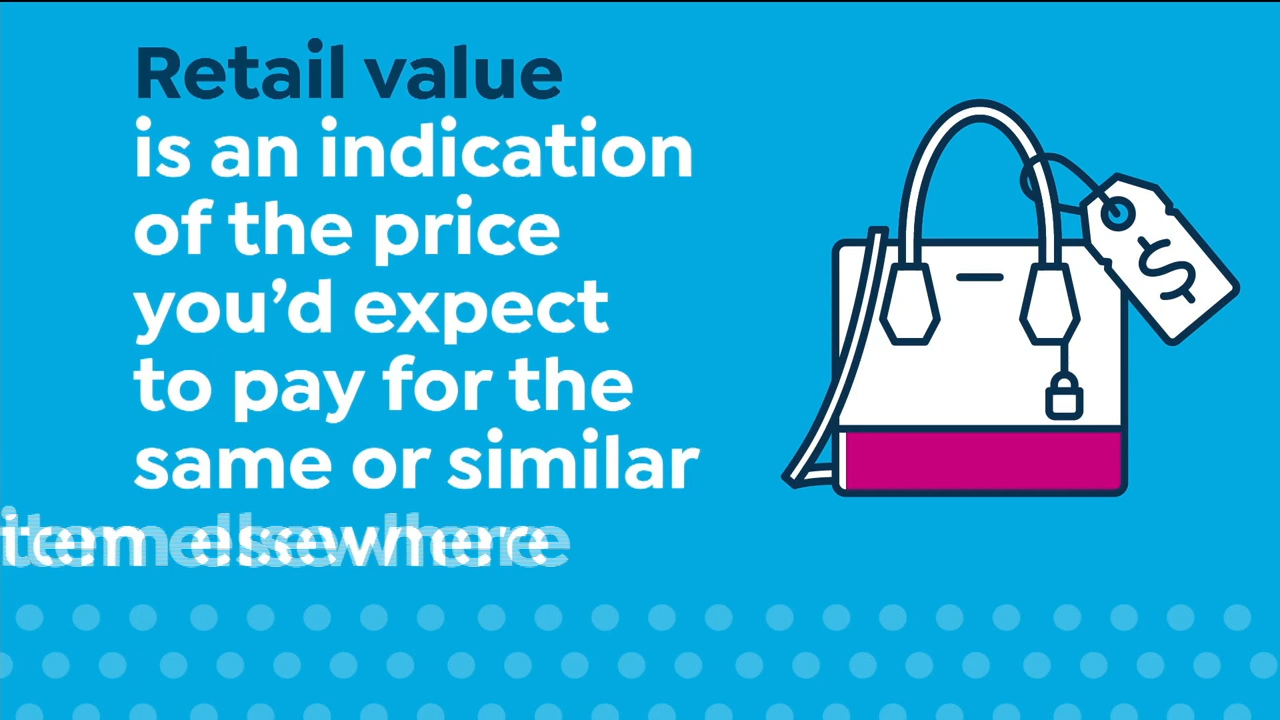 Retail value
is an indication
of the price
you’d expect
to pay for the
same or similar
item elsewhere
$